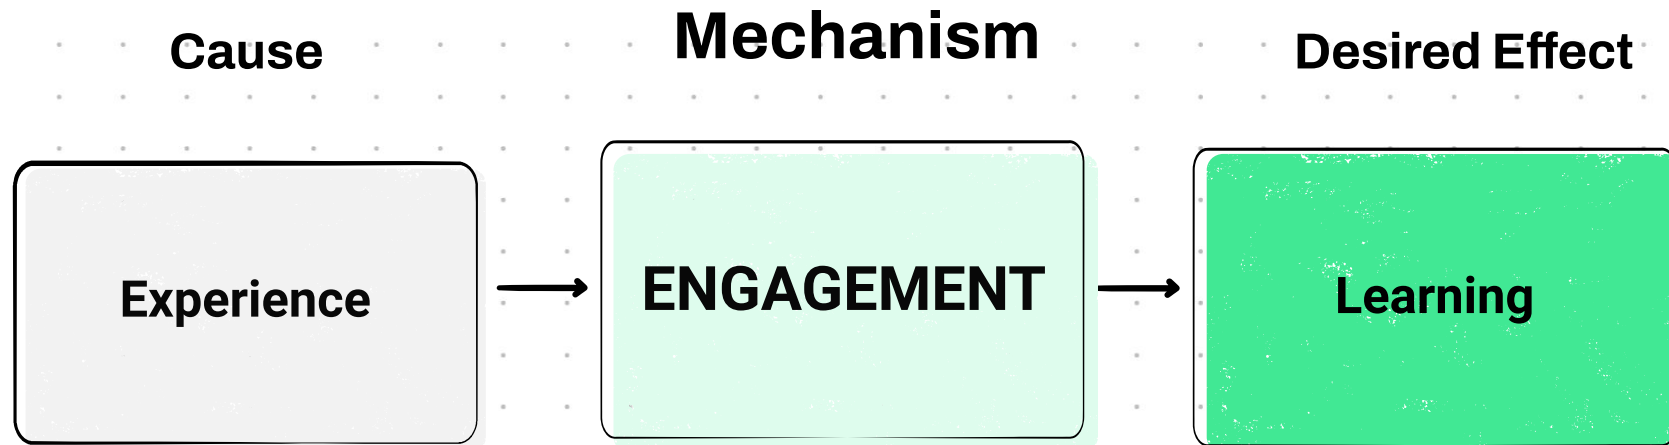 Cause
Mechanism
Desired Effect
Experience
ENGAGEMENT
Learning